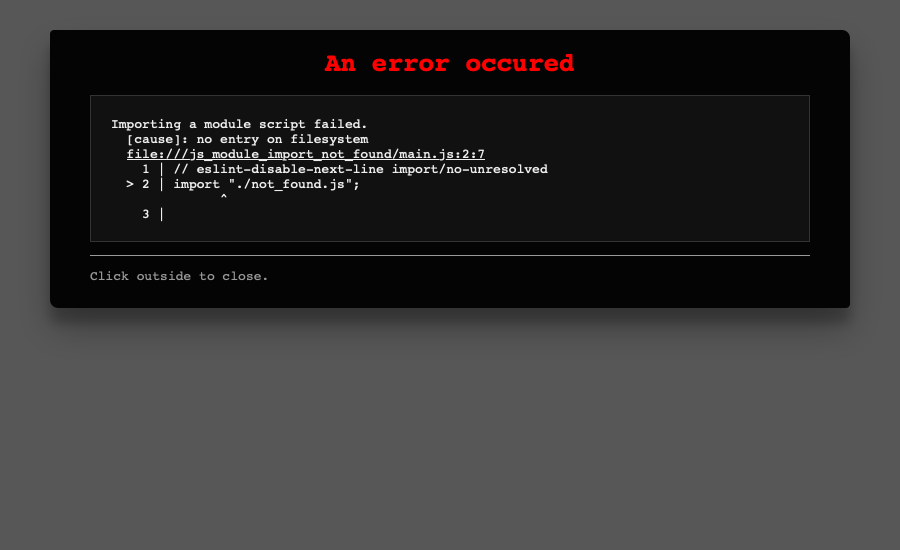 An error occured
Importing a module script failed.
[cause]: no entry on filesystem
file:///js_module_import_not_found/main.js:2:7
1 | // eslint-disable-next-line import/no-unresolved
> 2 | import "./not_found.js";
^
3 |
Click outside to close.